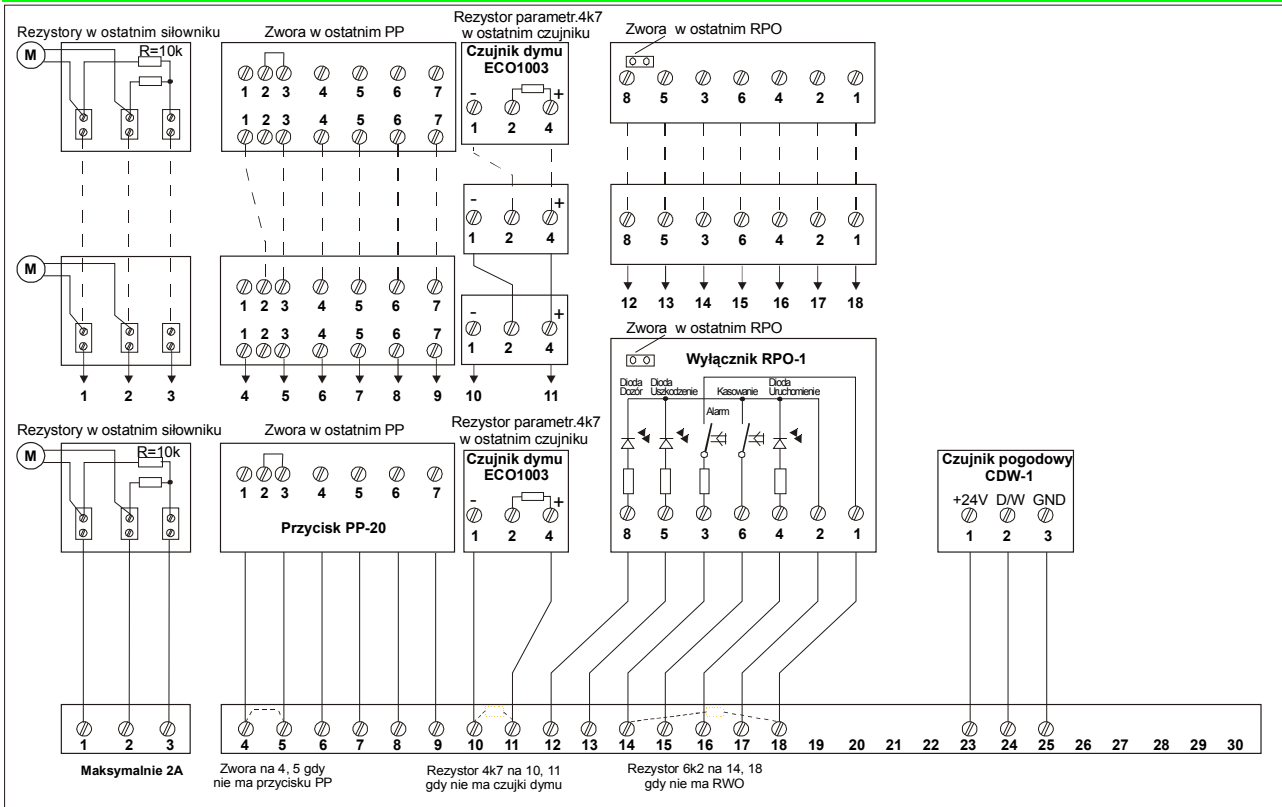 Rezystory w ostatnim siłowniku
Zwora w ostatnim PP
Rezystor parametr.4k7
w ostatnim czujniku
Zwora w ostatnim RPO
M
R=10k
1 2 3 4 5 6 7
1 2 3 4 5 6 7
Czujnik dymu
ECO1003
- +
1 2 4
8 5 3 6 4 2 1
- +
1 2 4
8 5 3 6 4 2 1
M
1 2 3 4 5 6 7
1 2 3 4 5 6 7
- +
1 2 4
12 13 14 15 16 17 18
1 2 3
4 5 6 7 8 9
10 11
Zwora w ostatnim RPO
Wyłącznik RPO-1
Dioda
Dozór
Dioda
Uszkodzenie
Alarm
Kasowanie
Dioda
Uruchomienie
8 5 3 6 4 2 1
Rezystory w ostatnim siłowniku
M
R=10k
Zwora w ostatnim PP
1 2 3 4 5 6 7
Przycisk PP-20
Rezystor parametr.4k7
w ostatnim czujniku
Czujnik dymu
ECO1003
- +
1 2 4
Czujnik pogodowy
CDW-1
+24V D/W GND
1 2 3
1 2 3
Maksymalnie 2A
4 5 6 7 8 9 10 11 12 13 14 15 16 17 18 19 20 21 22 23 24 25 26 27 28 29 30
Zwora na 4, 5 gdy
nie ma przycisku PP
Rezystor 4k7 na 10, 11
gdy nie ma czujki dymu
Rezystor 6k2 na 14, 18
gdy nie ma RWO